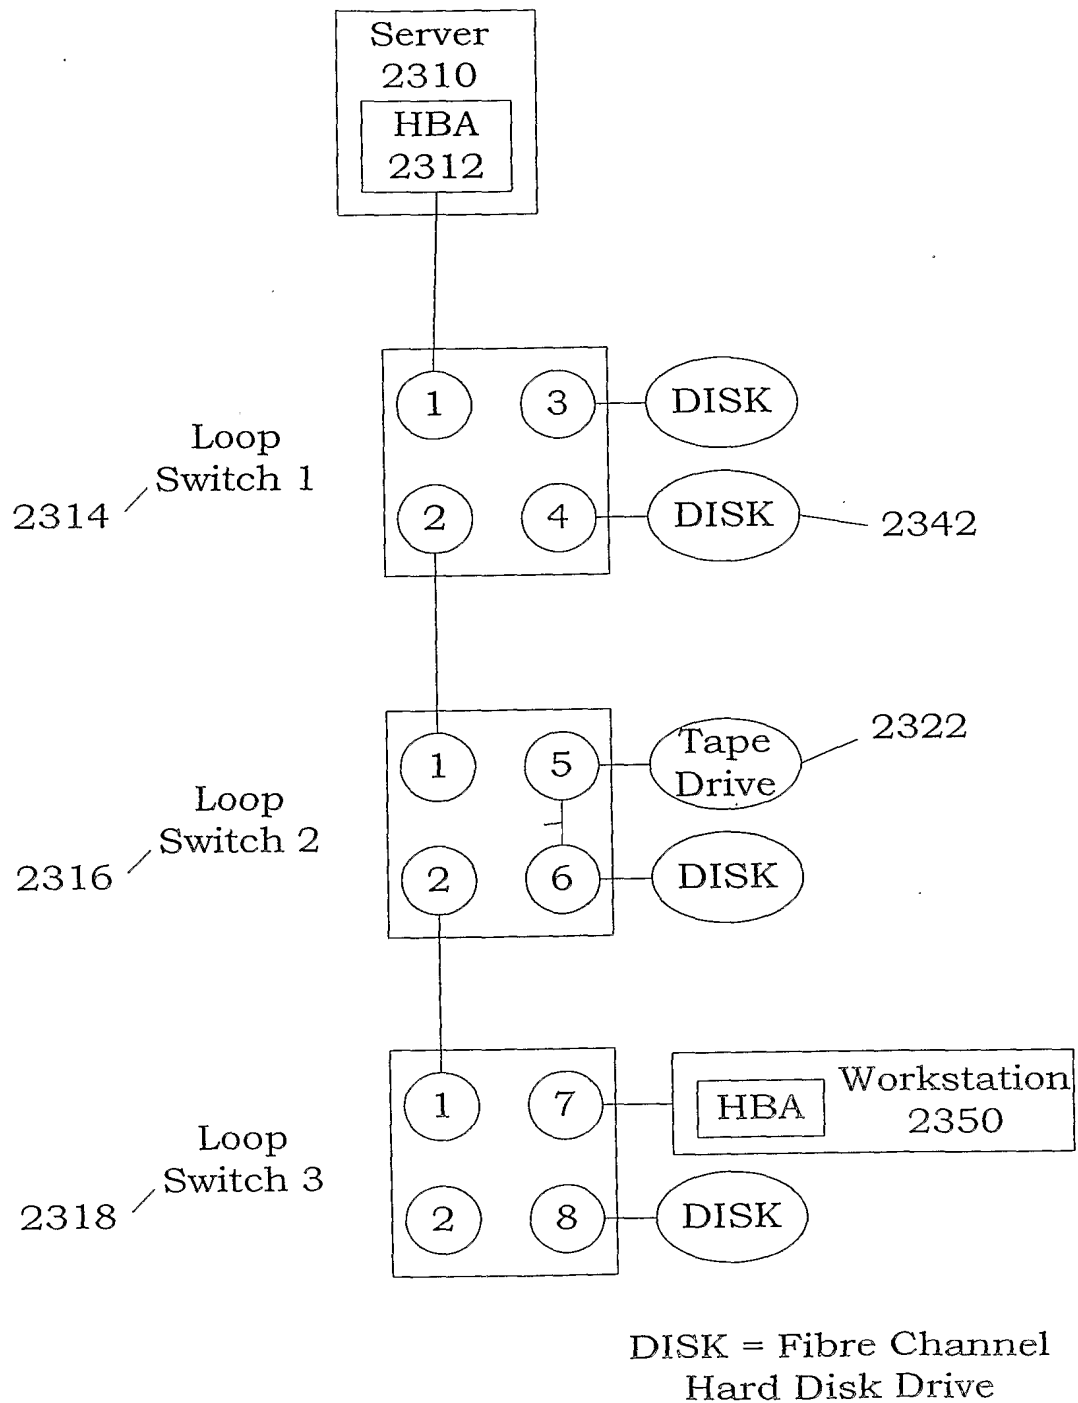 Server
2310
HBA
2312
1
3
DISK
Loop
Switch 1
2314
2
4
DISK
2342
1
5
Tape
Drive
2322
Loop
Switch 2
2316
2
6
DISK
1
7
HBA
Workstation
2350
Loop
Switch 3
2318
2
8
DISK
DISK = Fibre Channel
Hard Disk Drive